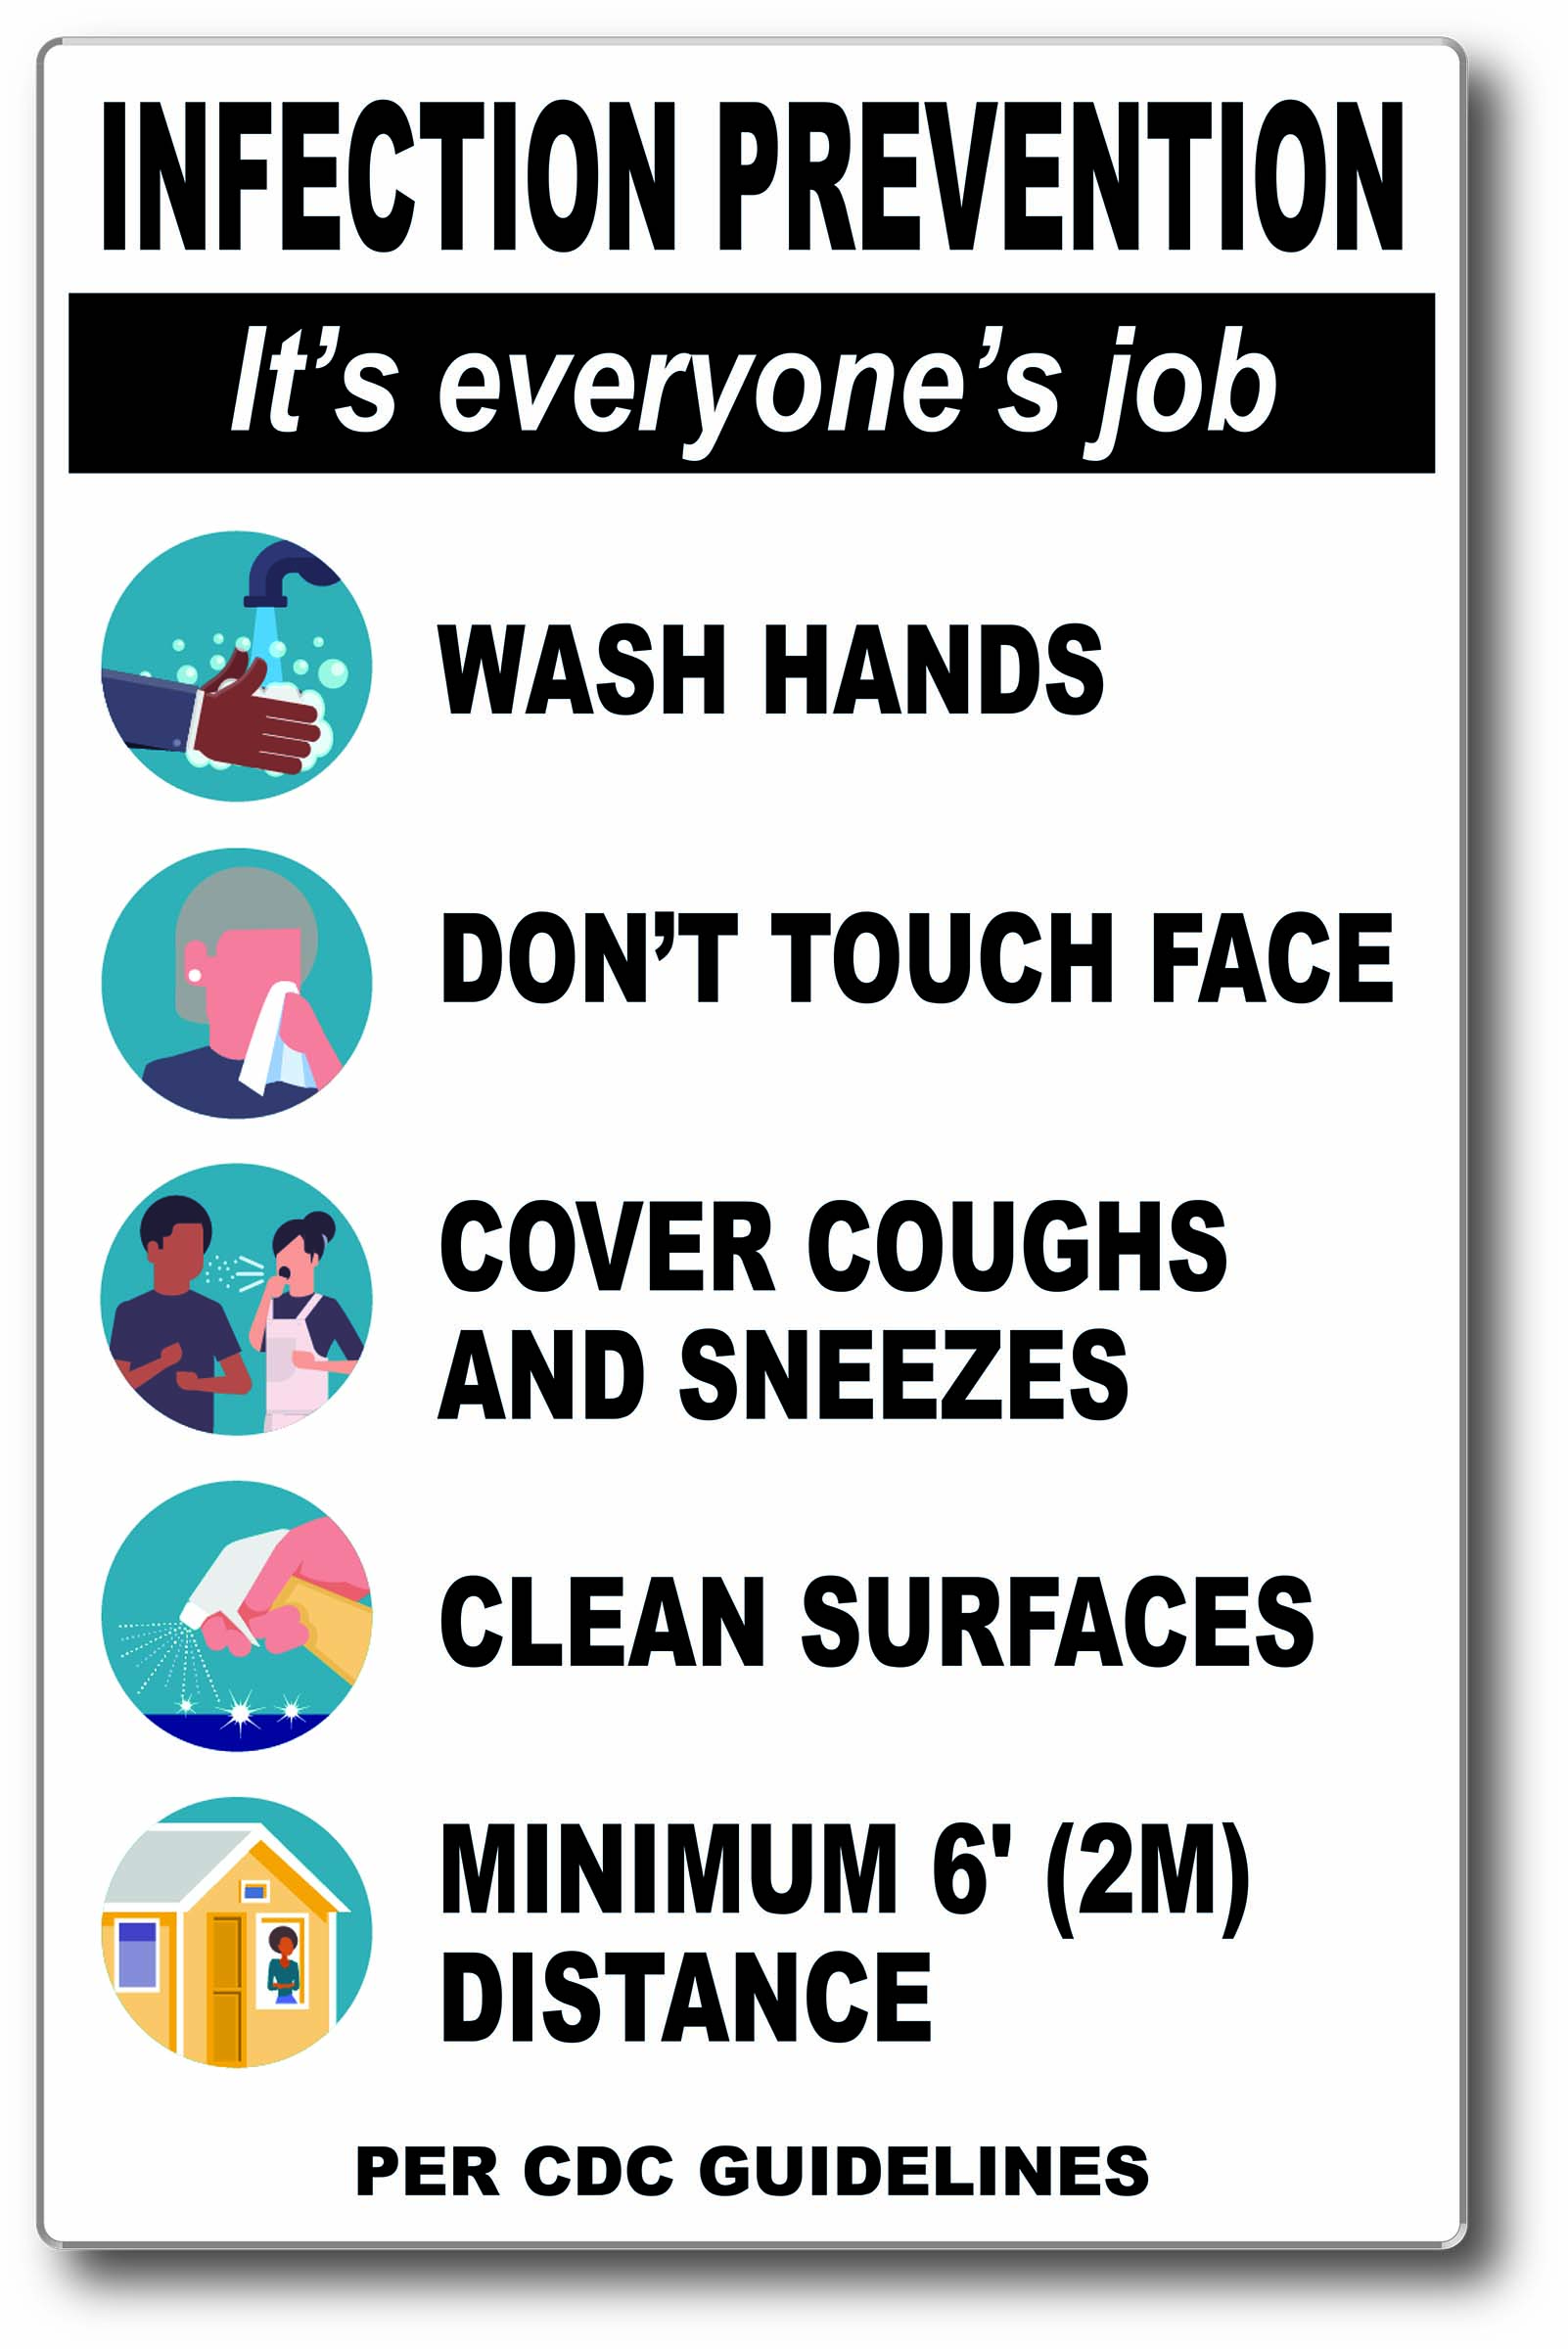 INFECTION PREVENTION
It’s everyone’s job
WASH HANDS
DON’T TOUCH FACE
COVER COUGHS
AND SNEEZES
CLEAN SURFACES
MINIMUM 6' (2M)
DISTANCE
PER CDC GUIDELINES